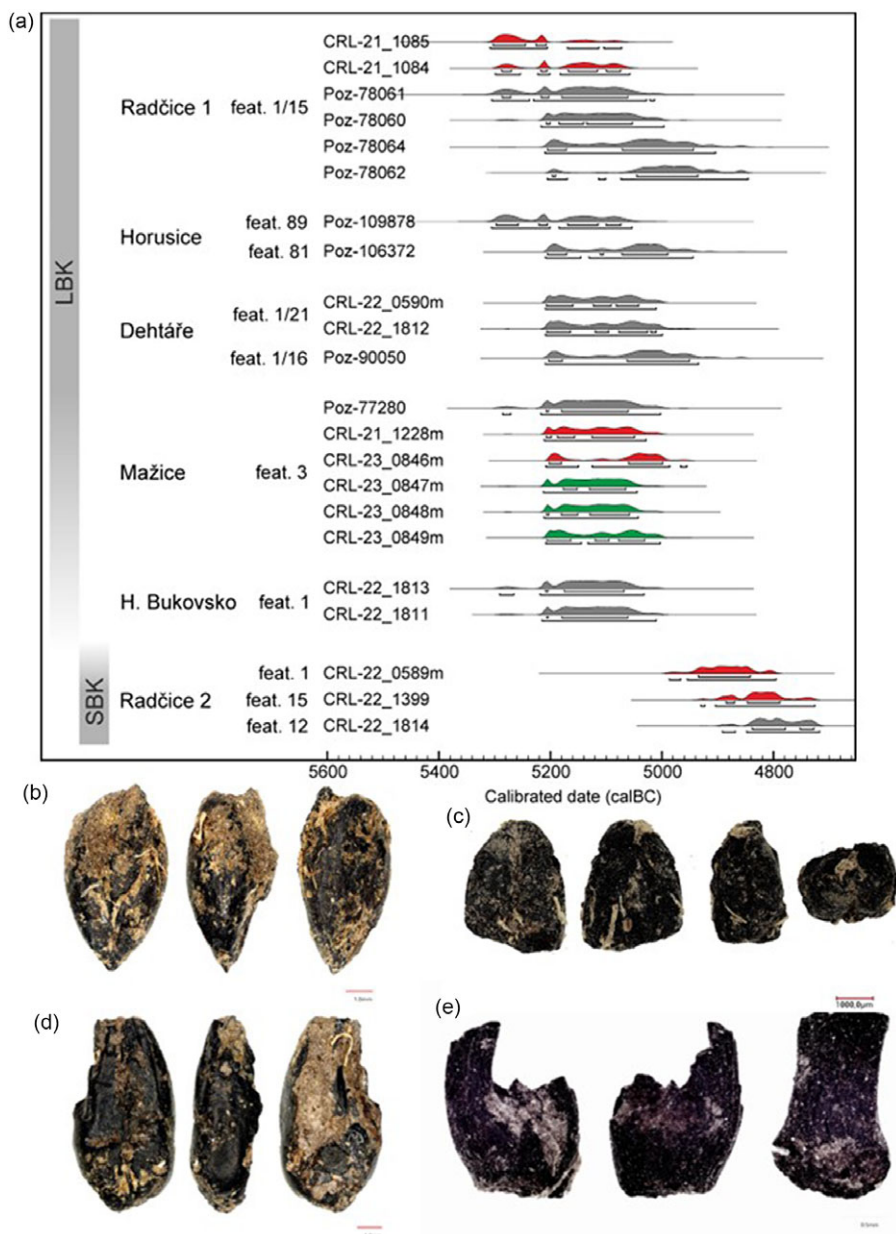 (a)
LBK
SBK
Radčice 1 feat. 1/15
CRL-21_1085
CRL-21_1084
Poz-78061
Poz-78060
Poz-78064
Poz-78062
Horusice
feat. 89 Poz-109878
feat. 81 Poz-106372
Dehtáře
feat. 1/21
CRL-22_0590m
CRL-22_1812
feat. 1/16 Poz-90050
Mažice feat. 3
Poz-77280
CRL-21_1228m
CRL-23_0846m
CRL-23_0847m
CRL-23_0848m
CRL-23_0849m
H. Bukovsko feat. 1
CRL-22_1813
CRL-22_1811
Radčice 2
feat. 1 CRL-22_0589m
feat. 15 CRL-22_1399
feat. 12 CRL-22_1814
5600 5400 5200 5000 4800
Calibrated date (calBC)
(b)
(c)
1000,0µm
(d)
(e)